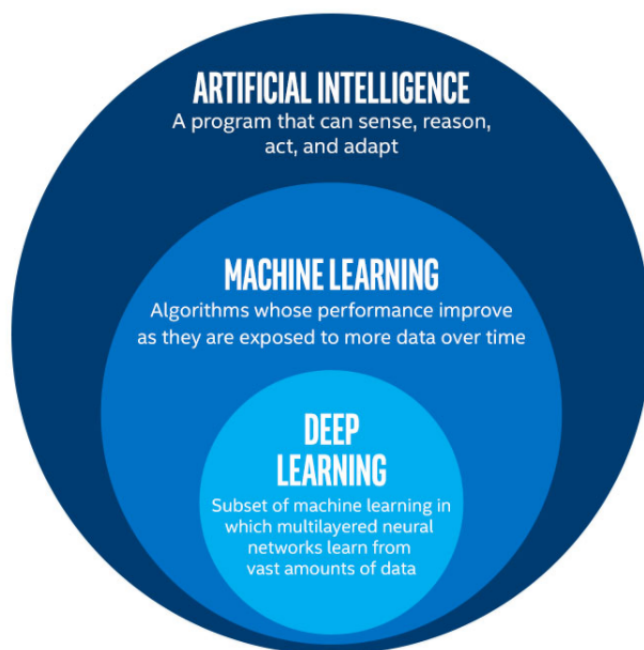 ARTIFICIAL INTELLIGENCE
A program that can sense, reason,
act, and adapt
MACHINE LEARNING
Algorithms whose performance improve
as they are exposed to more data over time
DEEP
LEARNING
Subset of machine learning in
which multilayered neural
networks learn from
vast amounts of data